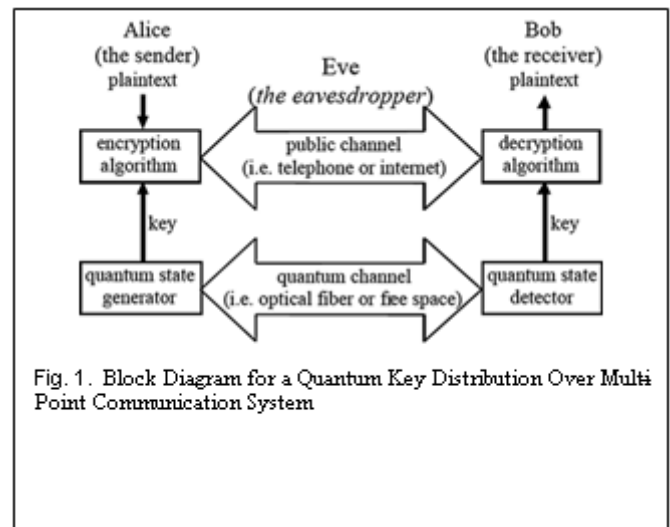 Alice
(the sender)
plaintext
Eve
(the eavesdropper)
Bob
(the receiver)
plaintext
encryption
algorithm
public channel
(i.e. telephone or internet)
decryption
algorithm
key
key
quantum state
generator
quantum channel
(i.e. optical fiber or free space)
quantum state
detector
Fig. 1. Block Diagram for a Quantum Key Distribution Over Multi
Point Communication System